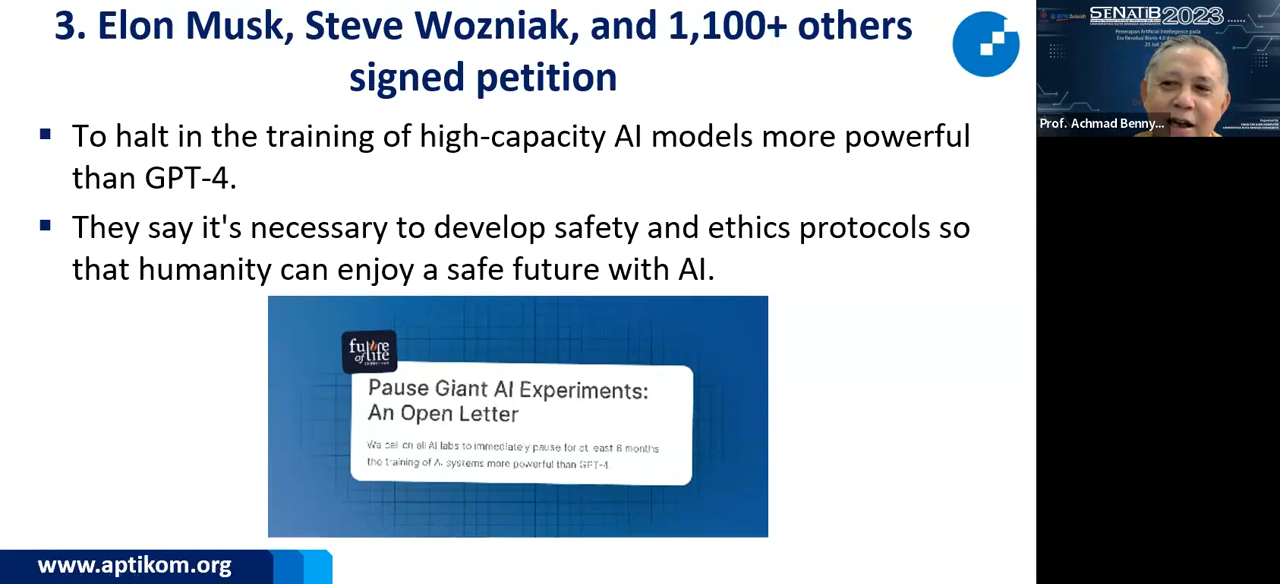 3. Elon Musk, Steve Wozniak, and 1,100+ others
signed petition
▪ To halt in the training of high-capacity AI models more powerful
than GPT-4.
▪ They say it's necessary to develop safety and ethics protocols so
that humanity can enjoy a safe future with AI.
future
of life
Pause Giant AI Experiments:
An Open Letter
We call on all AI labs to immediately pause for at least 6 months
the training of AI systems more powerful than GPT-4.
www.aptikom.org
SENATIB 2023
Penerapan Artificial Intelligence pada
Prof. Achmad Benny...